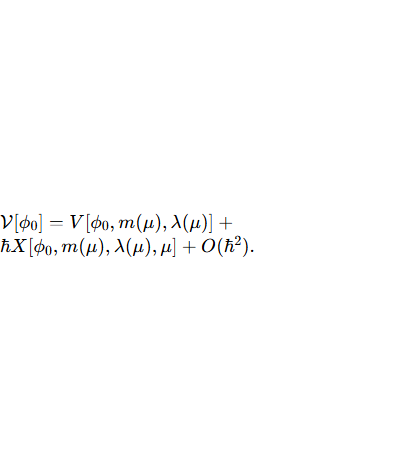 𝒱[ϕ₀] = V[ϕ₀, m(μ), λ(μ)] +
ℏX[ϕ₀, m(μ), λ(μ), μ] + O(ℏ²).